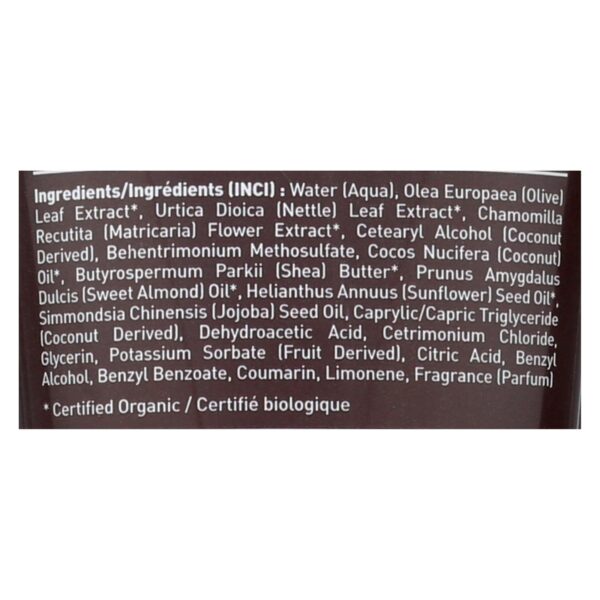 Ingredients/Ingrédients (INCI) : Water (Aqua), Olea Europaea (Olive)
Leaf Extract*, Urtica Dioica (Nettle) Leaf Extract*, Chamomilla
Recutita (Matricaria) Flower Extract*, Cetearyl Alcohol (Coconut
Derived), Behentrimonium Methosulfate, Cocos Nucifera (Coconut)
Oil*, Butyrospermum Parkii (Shea) Butter*, Prunus Amygdalus
Dulcis (Sweet Almond) Oil*, Helianthus Annuus (Sunflower) Seed Oil*,
Simmondsia Chinensis (Jojoba) Seed Oil, Caprylic/Capric Triglyceride
(Coconut Derived), Dehydroacetic Acid, Cetrimonium Chloride,
Glycerin, Potassium Sorbate (Fruit Derived), Citric Acid, Benzyl
Alcohol, Benzyl Benzoate, Coumarin, Limonene, Fragrance (Parfum)
* Certified Organic / Certifié biologique